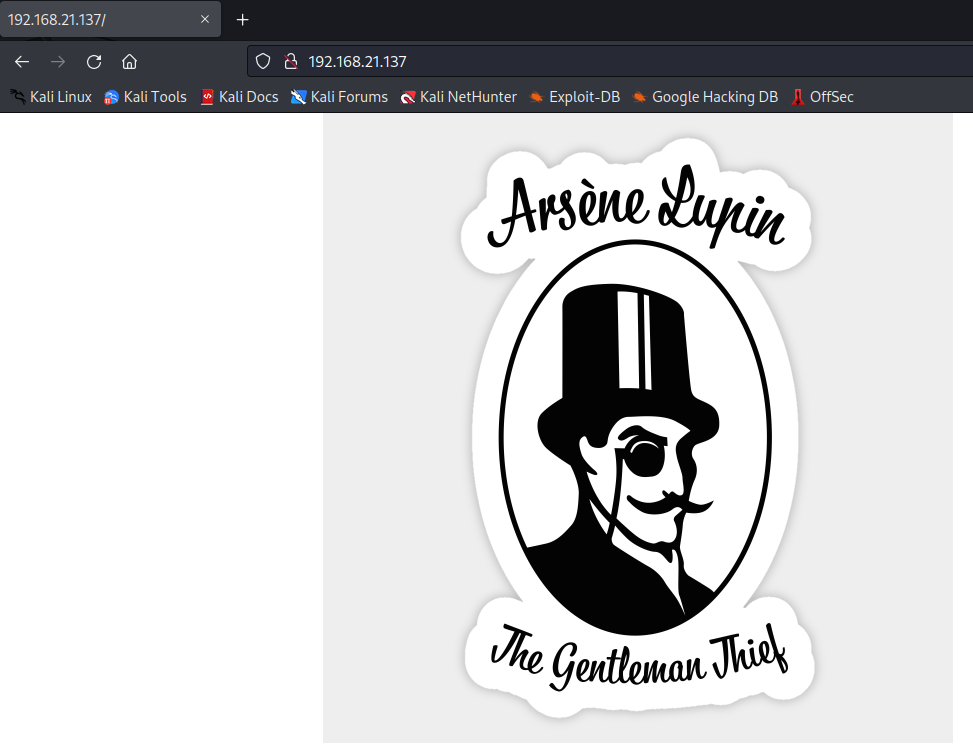 192.168.21.137/
192.168.21.137
Kali Linux Kali Tools Kali Docs Kali Forums Kali NetHunter Exploit-DB Google Hacking DB OffSec
Arsène Lupin
The Gentleman Thief